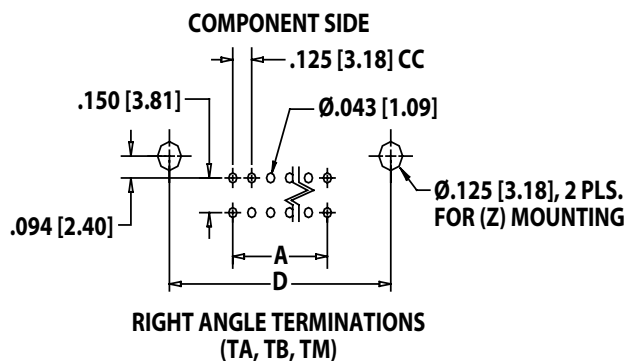 COMPONENT SIDE
.125 [3.18] CC
.150 [3.81]
Ø.043 [1.09]
Ø.125 [3.18], 2 PLS.
FOR (Z) MOUNTING
.094 [2.40]
A
D
RIGHT ANGLE TERMINATIONS
(TA, TB, TM)